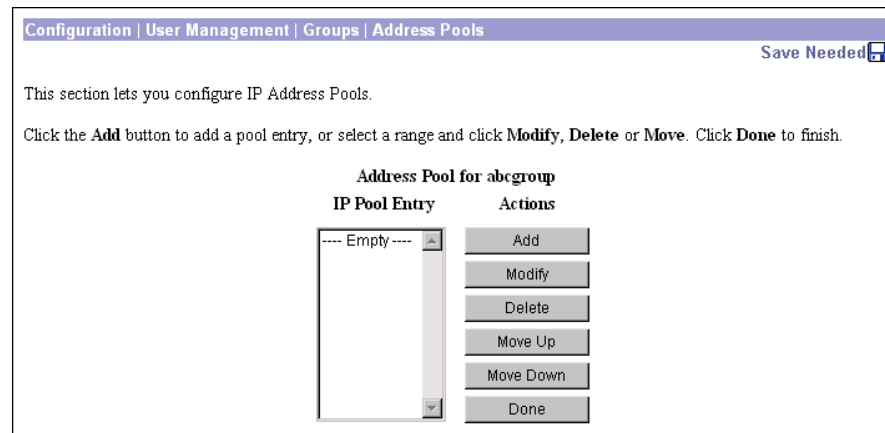 Configuration | User Management | Groups | Address Pools
Save Needed
This section lets you configure IP Address Pools.
Click the Add button to add a pool entry, or select a range and click Modify, Delete or Move. Click Done to finish.
Address Pool for abcgroup
IP Pool Entry Actions
---- Empty ---- Add
Modify
Delete
Move Up
Move Down
Done